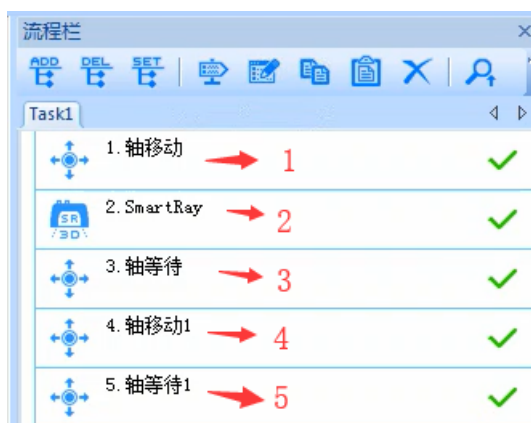 流程栏
ADD DEL SET
Task1
1.轴移动 1
2.SmartRay 2
SR
3D
3.轴等待 3
4.轴移动1 4
5.轴等待1 5